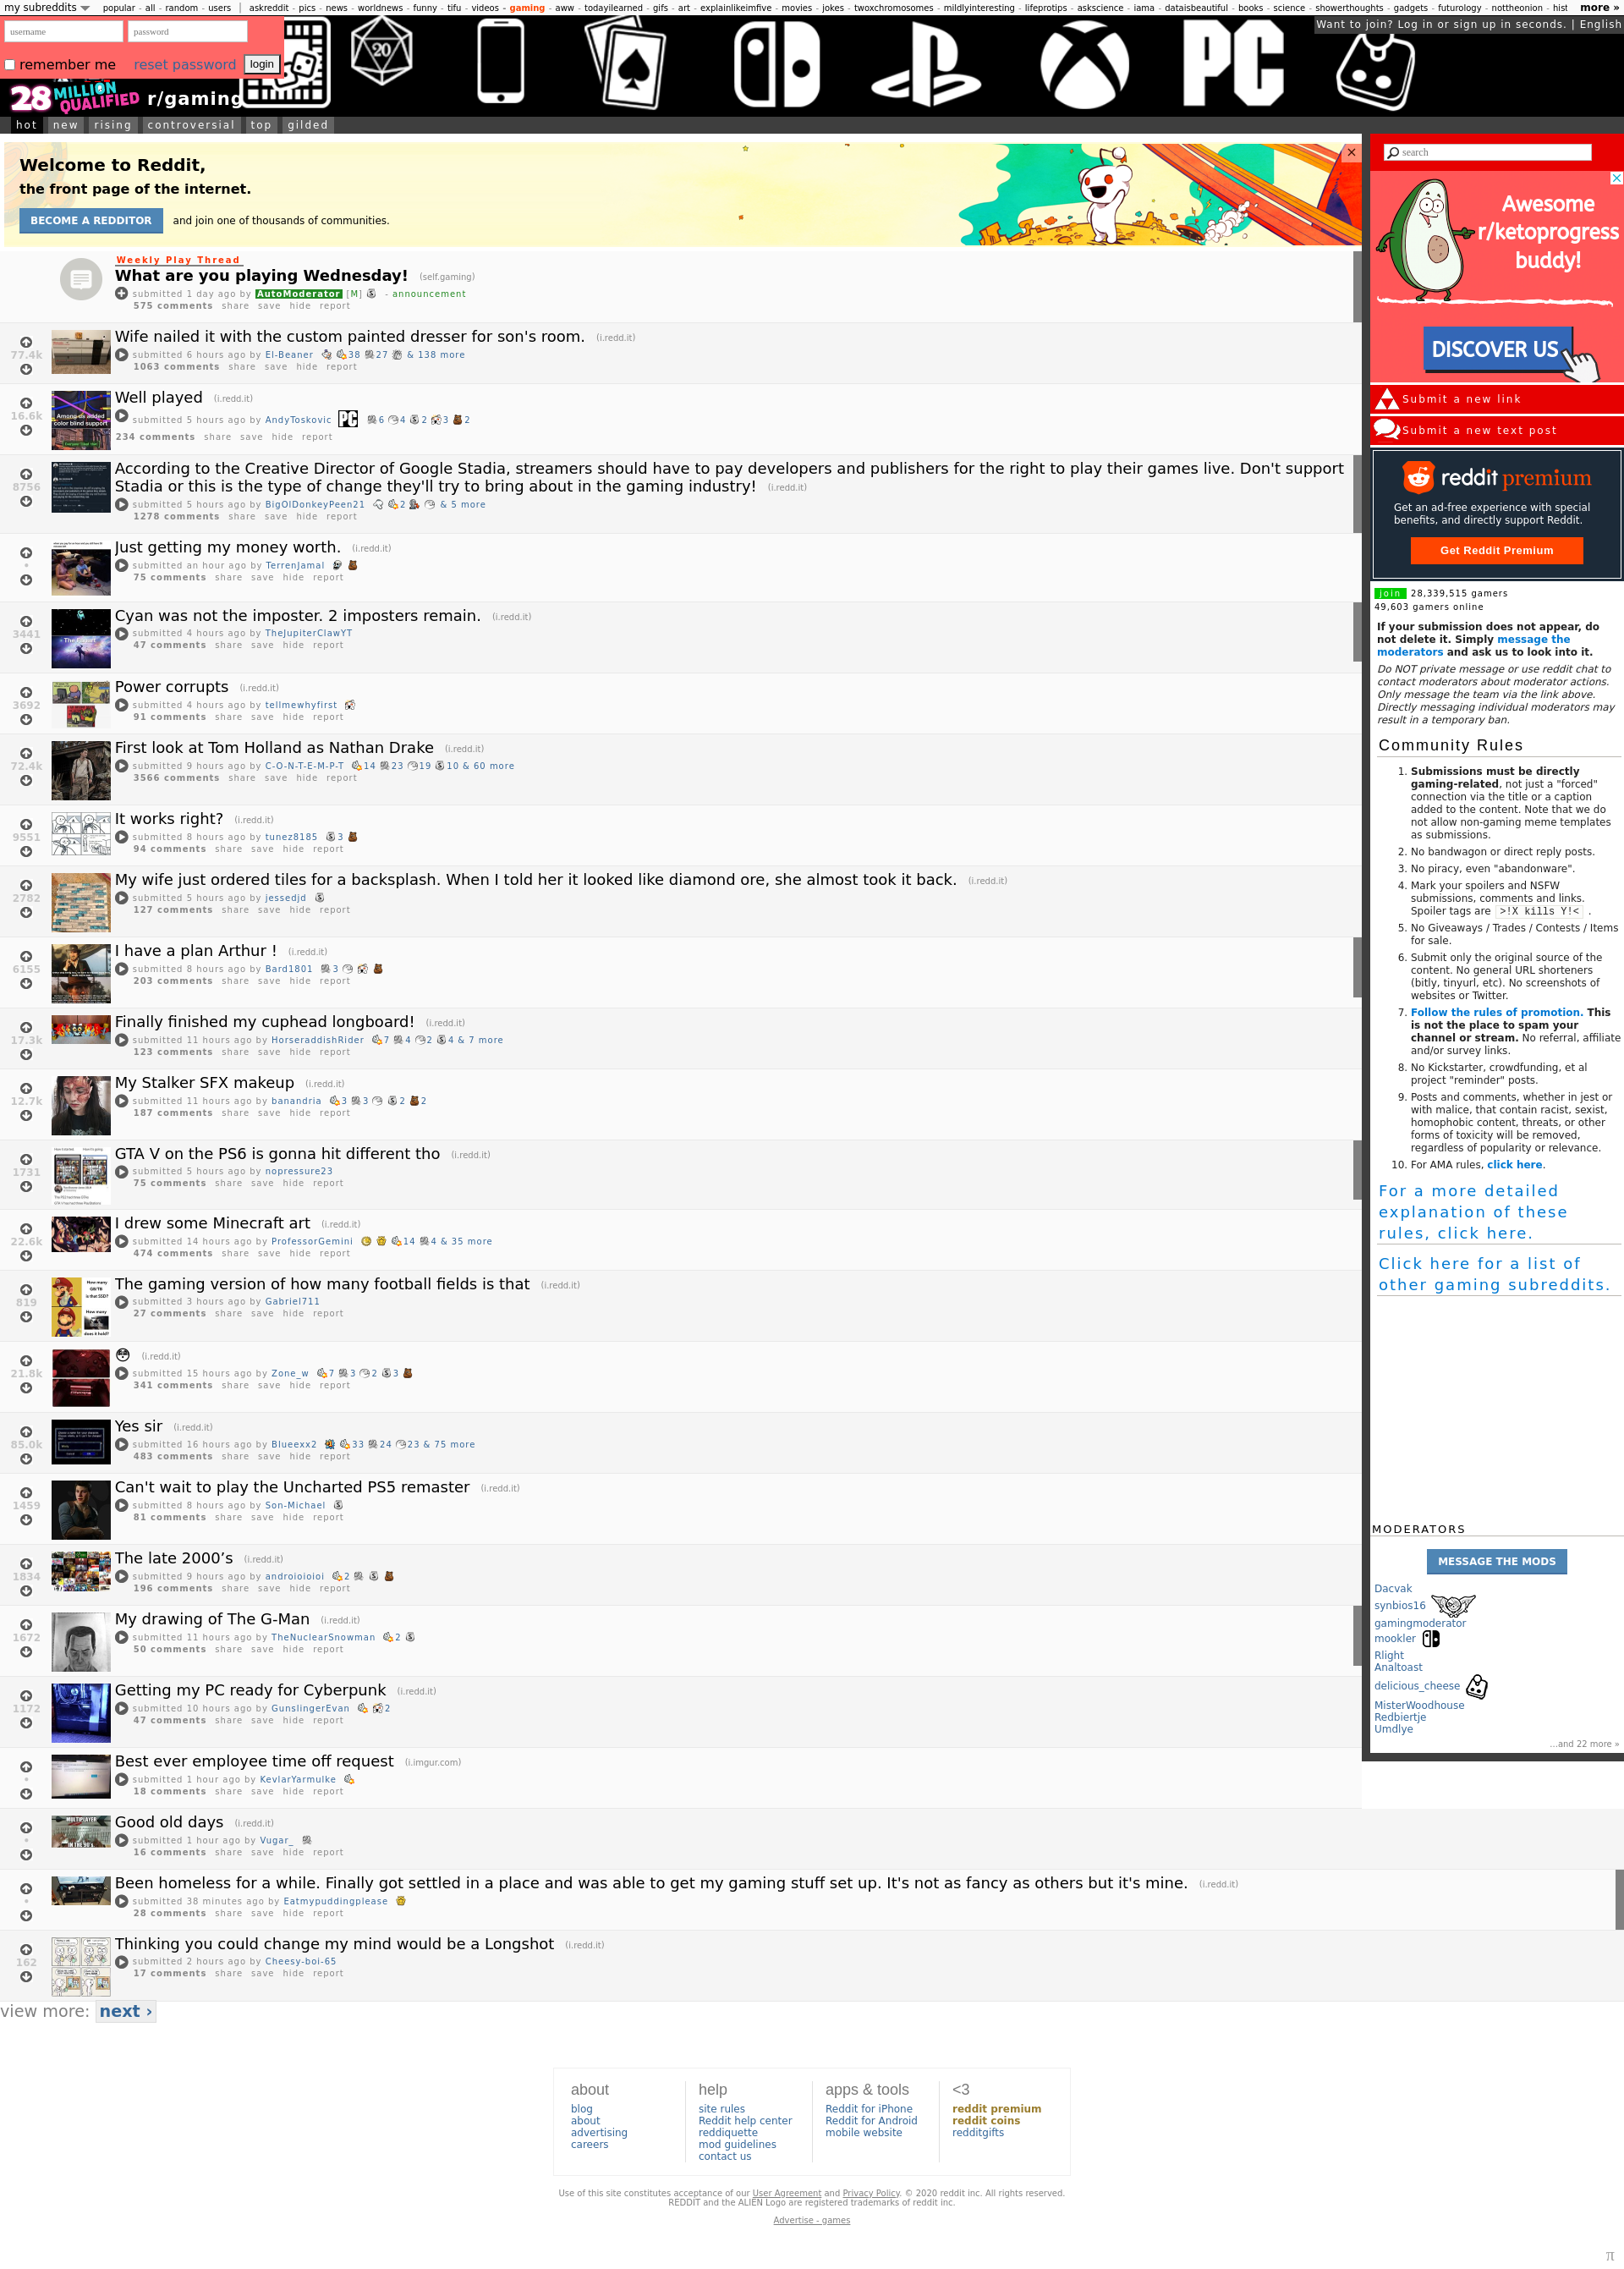 my subreddits popular - all - random - users | askreddit - pics - news - worldnews - funny - tifu - videos - gaming - aww - todayilearned - gifs - art - explainlikeimfive - movies - jokes - twoxchromosomes - mildlyinteresting - lifeprotips - askscience - iama - dataisbeautiful - books - science - showerthoughts - gadgets - futurology - nottheonion - hist more »
username password
remember me reset password login
Want to join? Log in or sign up in seconds. | English
20
PC
28 MILLION QUALIFIED r/gaming
hot new rising controversial top gilded
Welcome to Reddit,
the front page of the internet.
BECOME A REDDITOR and join one of thousands of communities.
Weekly Play Thread
What are you playing Wednesday! (self.gaming)
submitted 1 day ago by AutoModerator [M] - announcement
575 comments share save hide report
77.4k
Wife nailed it with the custom painted dresser for son's room. (i.redd.it)
submitted 6 hours ago by El-Beaner 38 27 & 138 more
1063 comments share save hide report
16.6k
Among us added color blind support
Well played (i.redd.it)
submitted 5 hours ago by AndyToskovic PC 6 4 2 3 2
234 comments share save hide report
8756
According to the Creative Director of Google Stadia, streamers should have to pay developers and publishers for the right to play their games live. Don't support
Stadia or this is the type of change they'll try to bring about in the gaming industry! (i.redd.it)
submitted 5 hours ago by BigOlDonkeyPeen21 2 & 5 more
1278 comments share save hide report
•
Just getting my money worth. (i.redd.it)
submitted an hour ago by TerrenJamal
75 comments share save hide report
3441
Cyan was not the imposter. 2 imposters remain. (i.redd.it)
submitted 4 hours ago by TheJupiterClawYT
47 comments share save hide report
3692
Power corrupts (i.redd.it)
submitted 4 hours ago by tellmewhyfirst
91 comments share save hide report
72.4k
First look at Tom Holland as Nathan Drake (i.redd.it)
submitted 9 hours ago by C-O-N-T-E-M-P-T 14 23 19 10 & 60 more
3566 comments share save hide report
9551
It works right? (i.redd.it)
submitted 8 hours ago by tunez8185 3
94 comments share save hide report
2782
My wife just ordered tiles for a backsplash. When I told her it looked like diamond ore, she almost took it back. (i.redd.it)
submitted 5 hours ago by jessedjd
127 comments share save hide report
6155
I have a plan Arthur ! (i.redd.it)
submitted 8 hours ago by Bard1801 3
203 comments share save hide report
17.3k
Finally finished my cuphead longboard! (i.redd.it)
submitted 11 hours ago by HorseraddishRider 7 4 2 4 & 7 more
123 comments share save hide report
12.7k
My Stalker SFX makeup (i.redd.it)
submitted 11 hours ago by banandria 3 3 2 2
187 comments share save hide report
1731
GTA V on the PS6 is gonna hit different tho (i.redd.it)
submitted 5 hours ago by nopressure23
75 comments share save hide report
22.6k
I drew some Minecraft art (i.redd.it)
submitted 14 hours ago by ProfessorGemini 14 4 & 35 more
474 comments share save hide report
819
The gaming version of how many football fields is that (i.redd.it)
submitted 3 hours ago by Gabriel711
27 comments share save hide report
21.8k
😳 (i.redd.it)
submitted 15 hours ago by Zone_w 7 3 2 3
341 comments share save hide report
85.0k
Yes sir (i.redd.it)
submitted 16 hours ago by Blueexx2 33 24 23 & 75 more
483 comments share save hide report
1459
Can't wait to play the Uncharted PS5 remaster (i.redd.it)
submitted 8 hours ago by Son-Michael
81 comments share save hide report
1834
The late 2000’s (i.redd.it)
submitted 9 hours ago by androioioioi 2
196 comments share save hide report
1672
My drawing of The G-Man (i.redd.it)
submitted 11 hours ago by TheNuclearSnowman 2
50 comments share save hide report
1172
Getting my PC ready for Cyberpunk (i.redd.it)
submitted 10 hours ago by GunslingerEvan 2
47 comments share save hide report
•
Best ever employee time off request (i.imgur.com)
submitted 1 hour ago by KevlarYarmulke
18 comments share save hide report
•
Good old days (i.redd.it)
submitted 1 hour ago by Vugar_
16 comments share save hide report
•
Been homeless for a while. Finally got settled in a place and was able to get my gaming stuff set up. It's not as fancy as others but it's mine. (i.redd.it)
submitted 38 minutes ago by Eatmypuddingplease
28 comments share save hide report
162
Thinking you could change my mind would be a Longshot (i.redd.it)
submitted 2 hours ago by Cheesy-boi-65
17 comments share save hide report
view more: next ›
search
Awesome
r/ketoprogress
buddy!
DISCOVER US
Submit a new link
Submit a new text post
reddit premium
Get an ad-free experience with special
benefits, and directly support Reddit.
Get Reddit Premium
join 28,339,515 gamers
49,603 gamers online
If your submission does not appear, do
not delete it. Simply message the
moderators and ask us to look into it.
Do NOT private message or use reddit chat to
contact moderators about moderator actions.
Only message the team via the link above.
Directly messaging individual moderators may
result in a temporary ban.
Community Rules
1. Submissions must be directly
gaming-related, not just a "forced"
connection via the title or a caption
added to the content. Note that we do
not allow non-gaming meme templates
as submissions.
2. No bandwagon or direct reply posts.
3. No piracy, even "abandonware".
4. Mark your spoilers and NSFW
submissions, comments and links.
Spoiler tags are >!X kills Y!< .
5. No Giveaways / Trades / Contests / Items
for sale.
6. Submit only the original source of the
content. No general URL shorteners
(bitly, tinyurl, etc). No screenshots of
websites or Twitter.
7. Follow the rules of promotion. This
is not the place to spam your
channel or stream. No referral, affiliate
and/or survey links.
8. No Kickstarter, crowdfunding, et al
project "reminder" posts.
9. Posts and comments, whether in jest or
with malice, that contain racist, sexist,
homophobic content, threats, or other
forms of toxicity will be removed,
regardless of popularity or relevance.
10. For AMA rules, click here.
For a more detailed
explanation of these
rules, click here.
Click here for a list of
other gaming subreddits.
MODERATORS
MESSAGE THE MODS
Dacvak
synbios16
gamingmoderator
mookler
Rlight
Analtoast
delicious_cheese
MisterWoodhouse
Redbiertje
Umdlye
...and 22 more »
about
blog
about
advertising
careers
help
site rules
Reddit help center
reddiquette
mod guidelines
contact us
apps & tools
Reddit for iPhone
Reddit for Android
mobile website
<3
reddit premium
reddit coins
redditgifts
Use of this site constitutes acceptance of our User Agreement and Privacy Policy. © 2020 reddit inc. All rights reserved.
REDDIT and the ALIEN Logo are registered trademarks of reddit inc.
Advertise - games
π